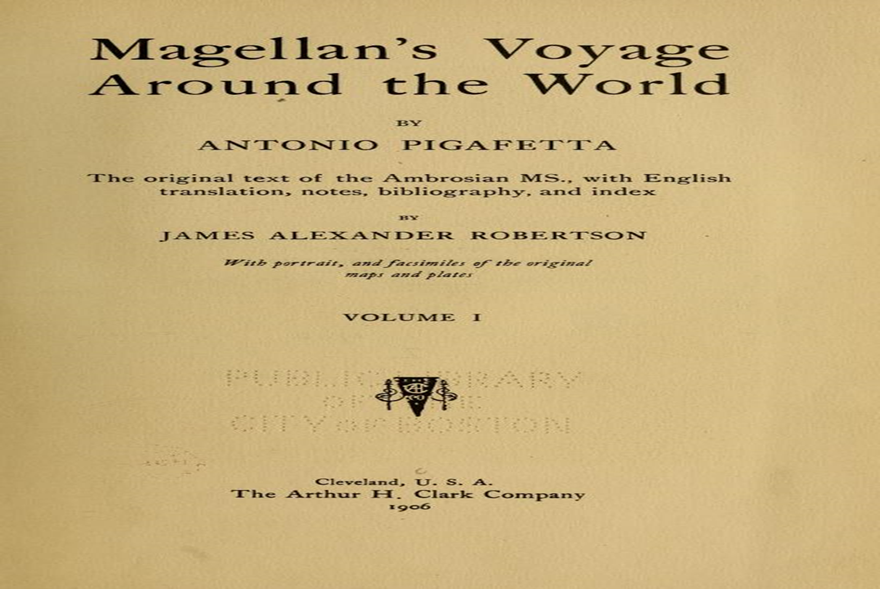 Magellan's Voyage
Around the World
BY
ANTONIO PIGAFETTA
The original text of the Ambrosian MS., with English
translation, notes, bibliography, and index
BY
JAMES ALEXANDER ROBERTSON
With portrait, and facsimiles of the original
maps and plates
VOLUME I
PUBLIC LIBRARY
OF THE
CITY OF BOSTON
Cleveland, U. S. A.
The Arthur H. Clark Company
1906